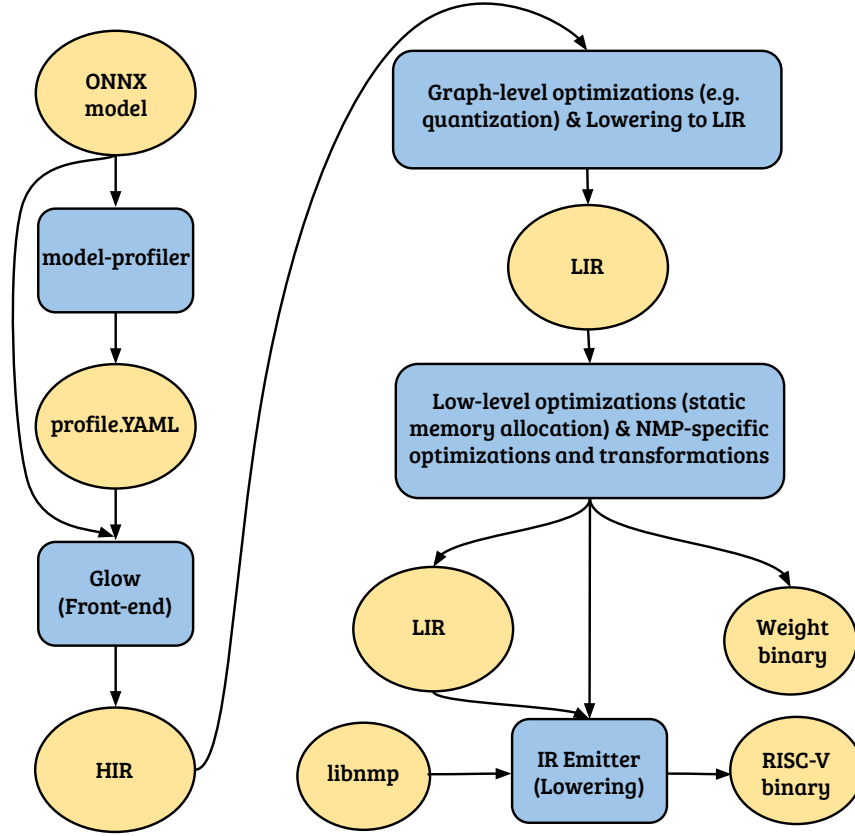 ONNX
model
model-profiler
profile.YAML
Glow
(Front-end)
HIR
Graph-level optimizations (e.g.
quantization) & Lowering to LIR
LIR
Low-level optimizations (static
memory allocation) & NMP-specific
optimizations and transformations
LIR
Weight
binary
libnmp
IR Emitter
(Lowering)
RISC-V
binary